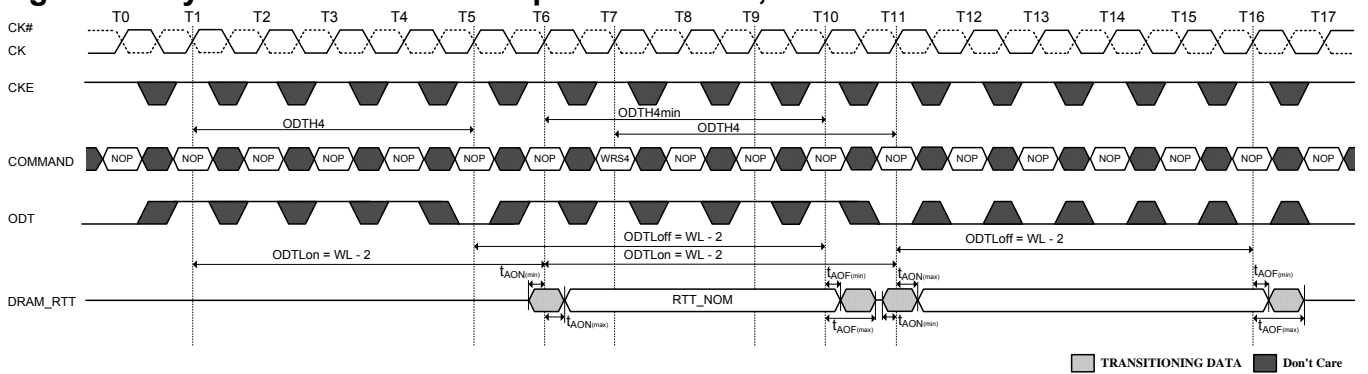 T0 T1 T2 T3 T4 T5 T6 T7 T8 T9 T10 T11 T12 T13 T14 T15 T16 T17
CK#
CK
CKE
ODTH4min
ODTH4
ODTH4
COMMAND NOP NOP NOP NOP NOP NOP NOP WRS4 NOP NOP NOP NOP NOP NOP NOP NOP NOP NOP
ODT
ODTLoff = WL - 2 ODTLoff = WL - 2
ODTLon = WL - 2 ODTLon = WL - 2
tAON(min) tAOF(min) tAON(max) tAOF(min)
DRAM_RTT RTT_NOM
tAON(max) tAOF(max) tAON(min) tAOF(max)
TRANSITIONING DATA Don't Care